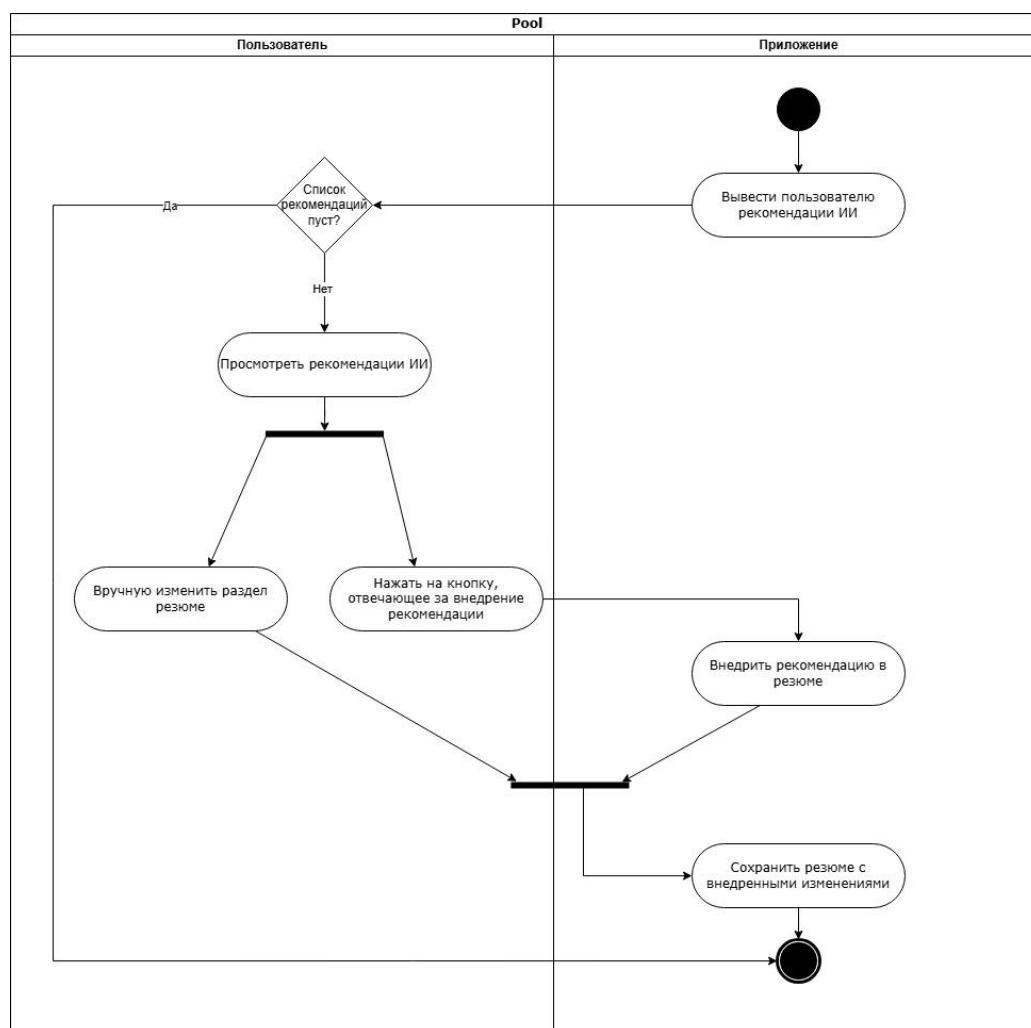 Pool
Пользователь
Приложение
Вывести пользователю
рекомендации ИИ
Список
рекомендаций
пуст?
Да
Нет
Просмотреть рекомендации ИИ
Вручную изменить раздел
резюме
Нажать на кнопку,
отвечающее за внедрение
рекомендации
Внедрить рекомендацию в
резюме
Сохранить резюме с
внедренными изменениями